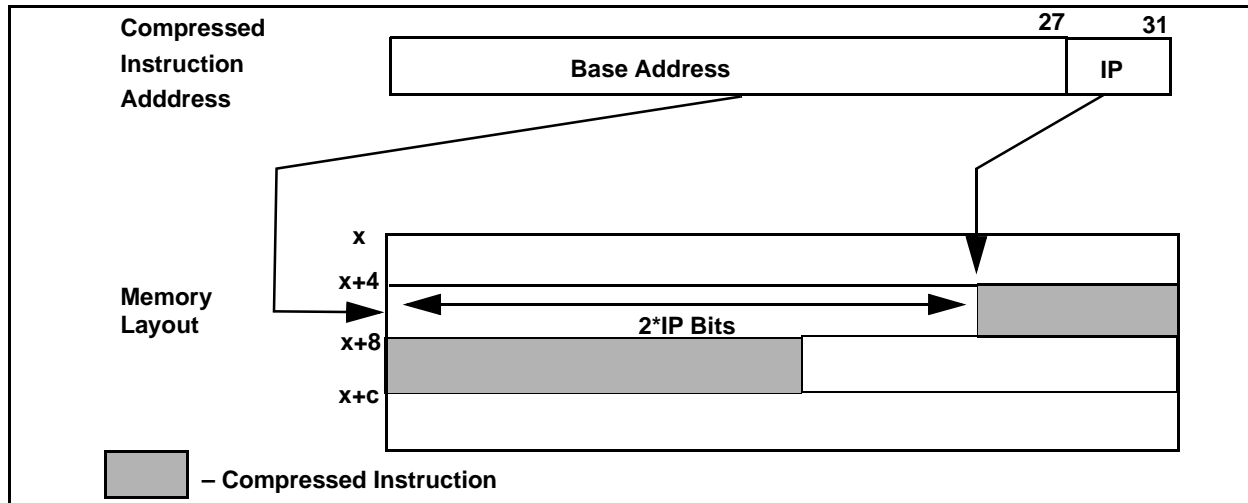 Compressed
Instruction
Adddress
27
31
Base Address
IP
x
x+4
Memory
Layout
2*IP Bits
x+8
x+c
– Compressed Instruction